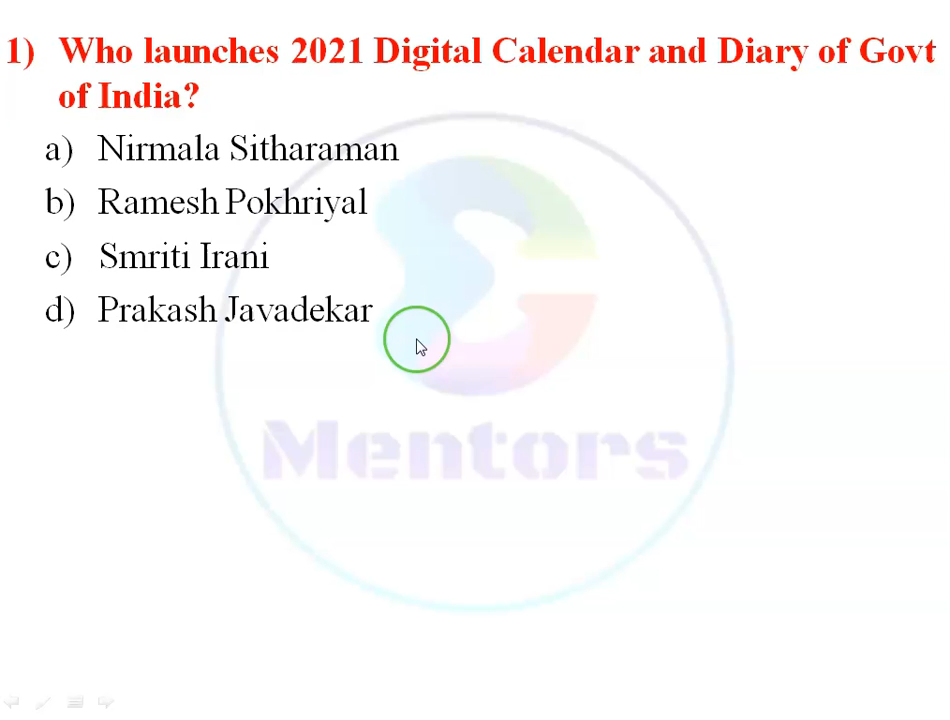 1) Who launches 2021 Digital Calendar and Diary of Govt
of India?
a) Nirmala Sitharaman
b) Ramesh Pokhriyal
c) Smriti Irani
d) Prakash Javadekar
Mentors